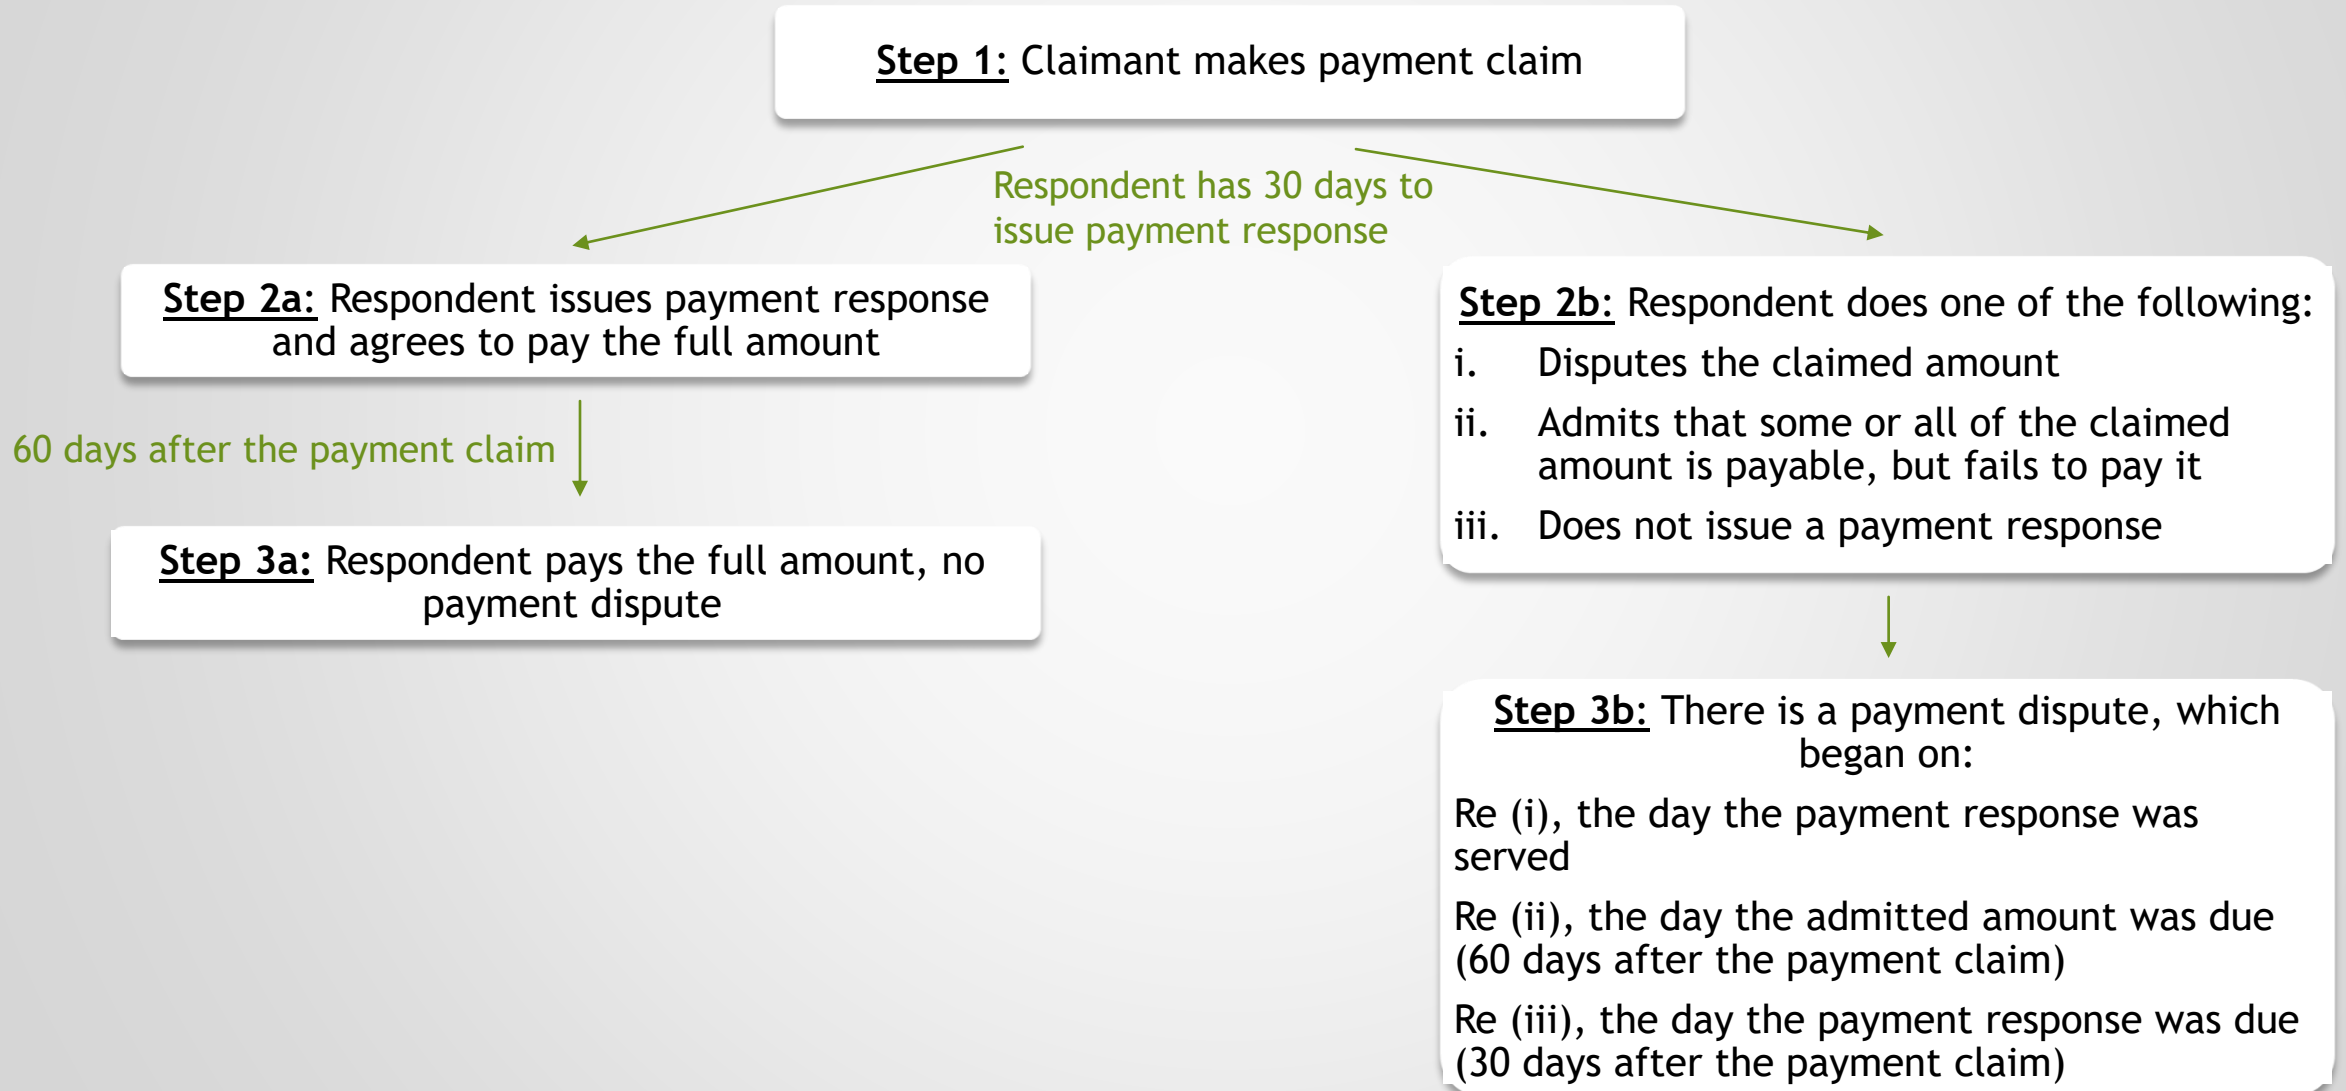 Step 1: Claimant makes payment claim
Respondent has 30 days to
issue payment response
Step 2a: Respondent issues payment response
and agrees to pay the full amount
60 days after the payment claim
Step 3a: Respondent pays the full amount, no
payment dispute
Step 2b: Respondent does one of the following:
i. Disputes the claimed amount
ii. Admits that some or all of the claimed
amount is payable, but fails to pay it
iii. Does not issue a payment response
Step 3b: There is a payment dispute, which
began on:
Re (i), the day the payment response was
served
Re (ii), the day the admitted amount was due
(60 days after the payment claim)
Re (iii), the day the payment response was due
(30 days after the payment claim)